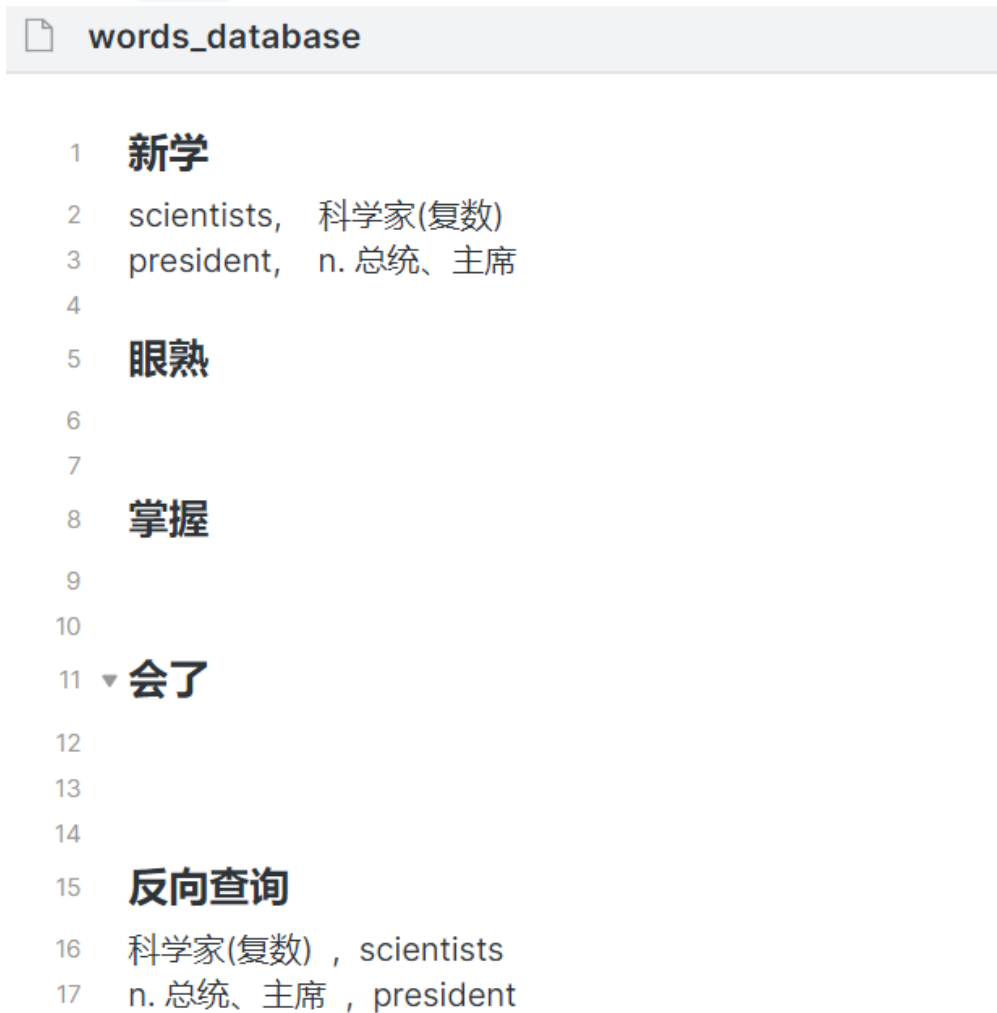 words_database
1 新学
2 scientists, 科学家(复数)
3 president, n. 总统、主席
4
5 眼熟
6
7
8 掌握
9
10
11 会了
12
13
14
15 反向查询
16 科学家(复数) , scientists
17 n. 总统、主席 , president